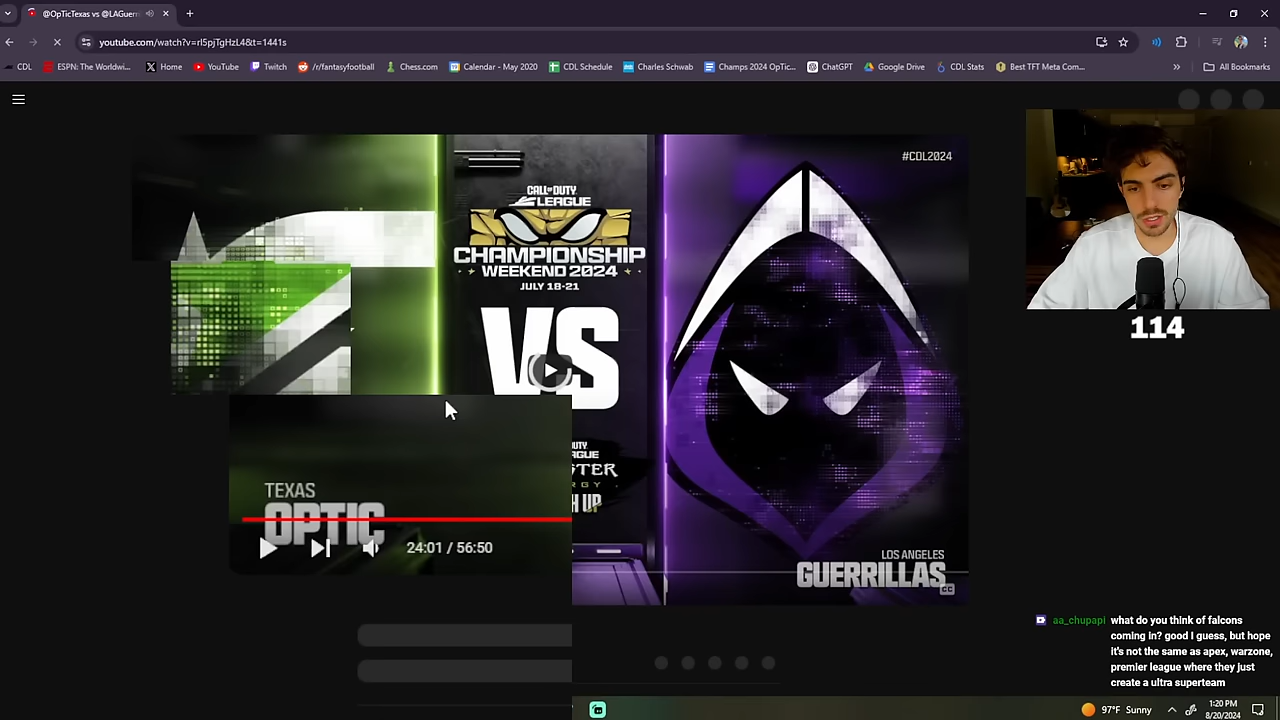 @OpTicTexas vs @LAGuerr
youtube.com/watch?v=rISpjTgHzL4&t=1441s
CDL ESPN: The Worldwi... Home YouTube Twitch /r/fantasyfootball Chess.com Calendar - May 2020 CDL Schedule Charles Schwab Champs 2024 OpTic... ChatGPT Google Drive CDL Stats Best TFT Meta Com... » All Bookmarks
#CDL2024
CALL OF DUTY
LEAGUE
CHAMPIONSHIP
WEEKEND 2024
JULY 18-21
VS
TEXAS
OPTIC
24:01 / 56:50
LOS ANGELES
GUERRILLAS
CC
114
aa_chupapi what do you think of falcons
coming in? good I guess, but hope
it's not the same as apex, warzone,
premier league where they just
create a ultra superteam
97°F Sunny
1:20 PM
8/20/2024